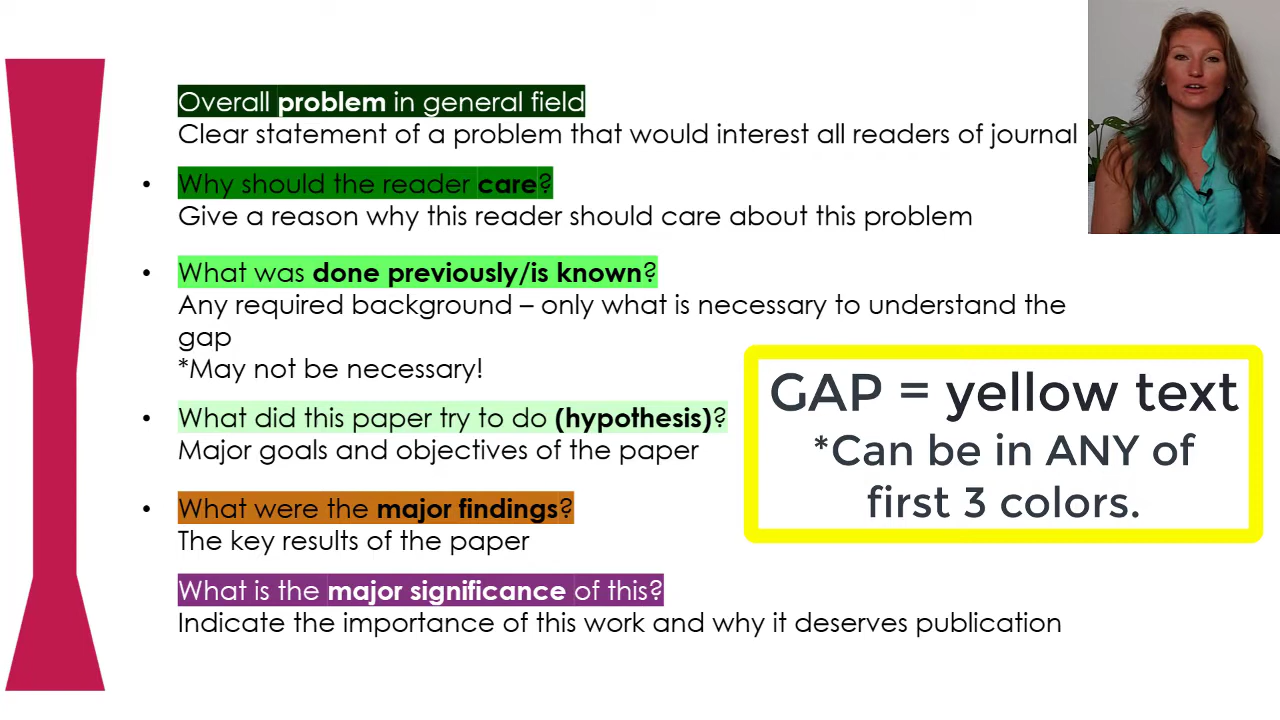 Overall problem in general field
Clear statement of a problem that would interest all readers of journal
• Why should the reader care?
Give a reason why this reader should care about this problem
• What was done previously/is known?
Any required background – only what is necessary to understand the
gap
*May not be necessary!
• What did this paper try to do (hypothesis)?
Major goals and objectives of the paper
• What were the major findings?
The key results of the paper
What is the major significance of this?
Indicate the importance of this work and why it deserves publication
GAP = yellow text
*Can be in ANY of
first 3 colors.